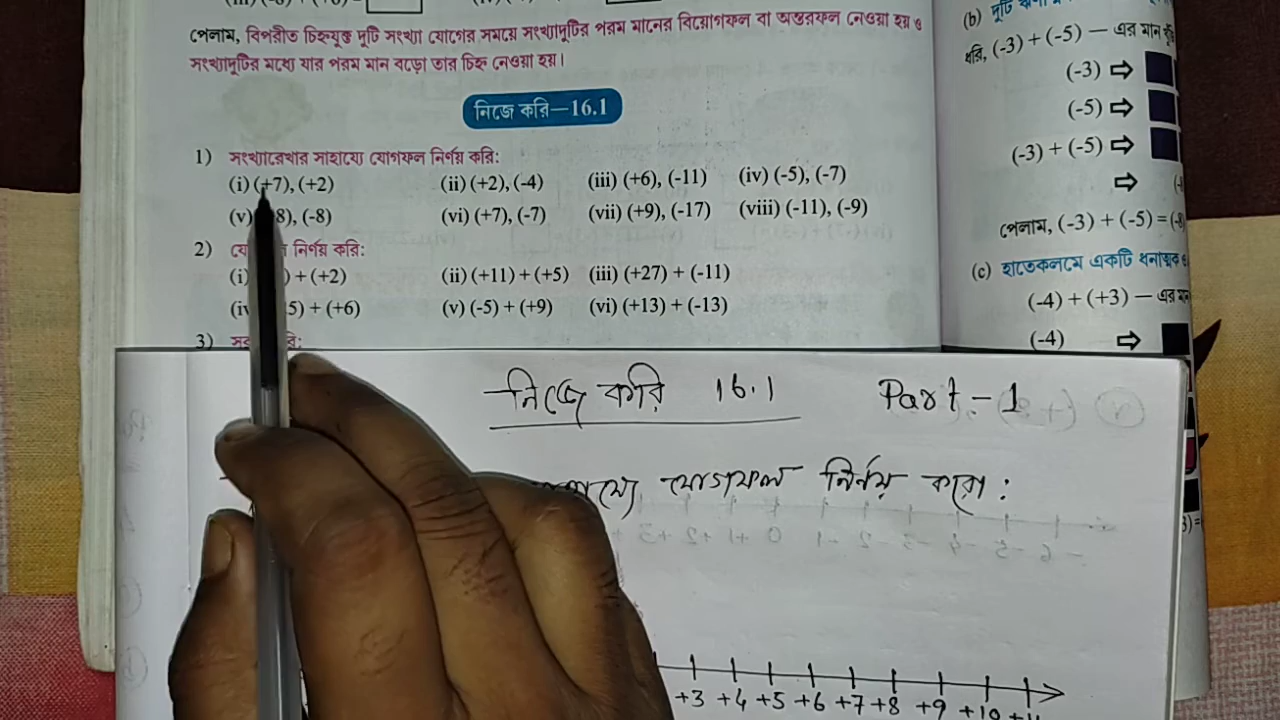 পেলাম, বিপরীত চিহ্নযুক্ত দুটি সংখ্যা যোগের সময়ে সংখ্যাদুটির পরম মানের বিয়োগফল বা অন্তরফল নেওয়া হয় ও
সংখ্যাদুটির মধ্যে যার পরম মান বড়ো তার চিহ্ন নেওয়া হয়।
নিজে করি—16.1
1) সংখ্যারেখার সাহায্যে যোগফল নির্ণয় করি:
(i) (+7), (+2) (ii) (+2), (-4) (iii) (+6), (-11) (iv) (-5), (-7)
(v) 8), (-8) (vi) (+7), (-7) (vii) (+9), (-17) (viii) (-11), (-9)
2) নির্ণয় করি:
(i) ) + (+2) (ii) (+11) + (+5) (iii) (+27) + (-11)
(iv 5) + (+6) (v) (-5) + (+9) (vi) (+13) + (-13)
3)
(b) দুটি
ধরি, (-3) + (-5) — এর মান
(-3) ⇨
(-5) ⇨
(-3) + (-5) ⇨
⇨
পেলাম, (-3) + (-5) = (-8
(c) হাতেকলমে একটি ধনাত্মক ও
(-4) + (+3) — এর মান
(-4) ⇨
নিজে করি 16.1 Part - 1
যোগফল নির্ণয় করো :
+3 +4 +5 +6 +7 +8 +9 +10